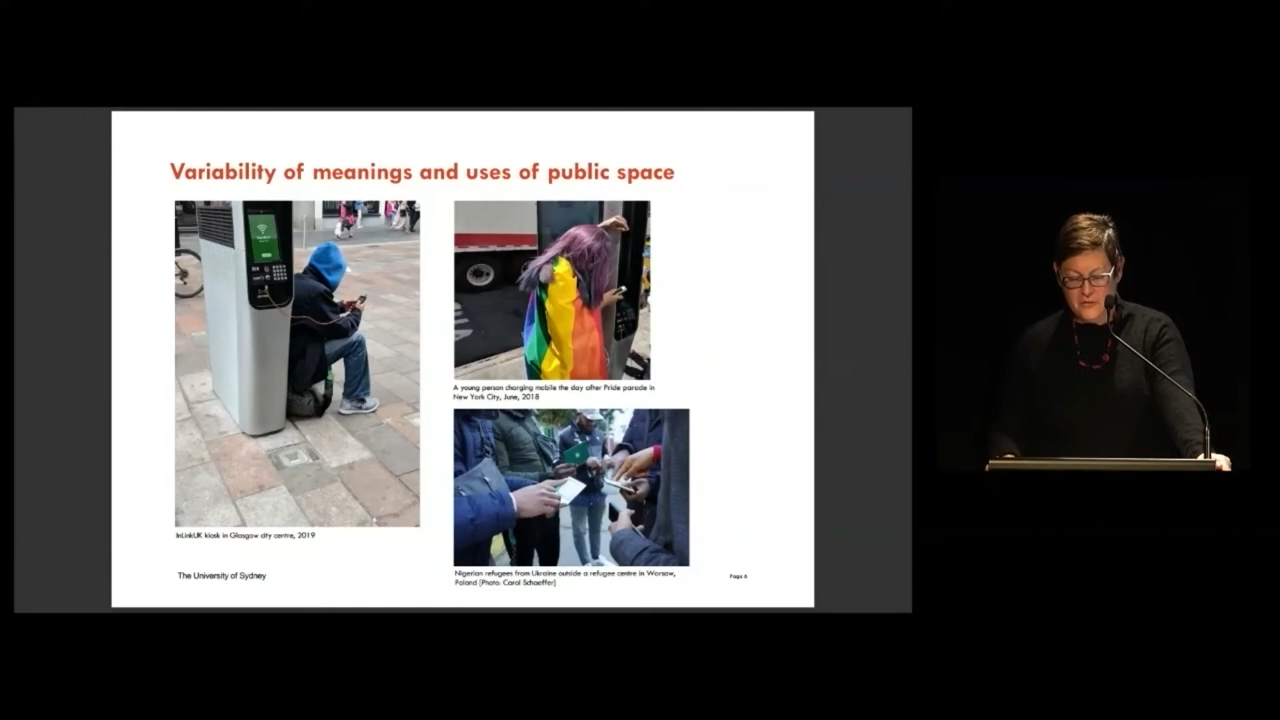 Variability of meanings and uses of public space
A young person charging mobile the day after Pride parade in
New York City, June, 2018
InLinkUK kiosk in Glasgow city centre, 2019
Nigerian refugees from Ukraine outside a refugee centre in Warsaw,
Poland [Photo: Carol Schaeffer]
The University of Sydney
Page 6